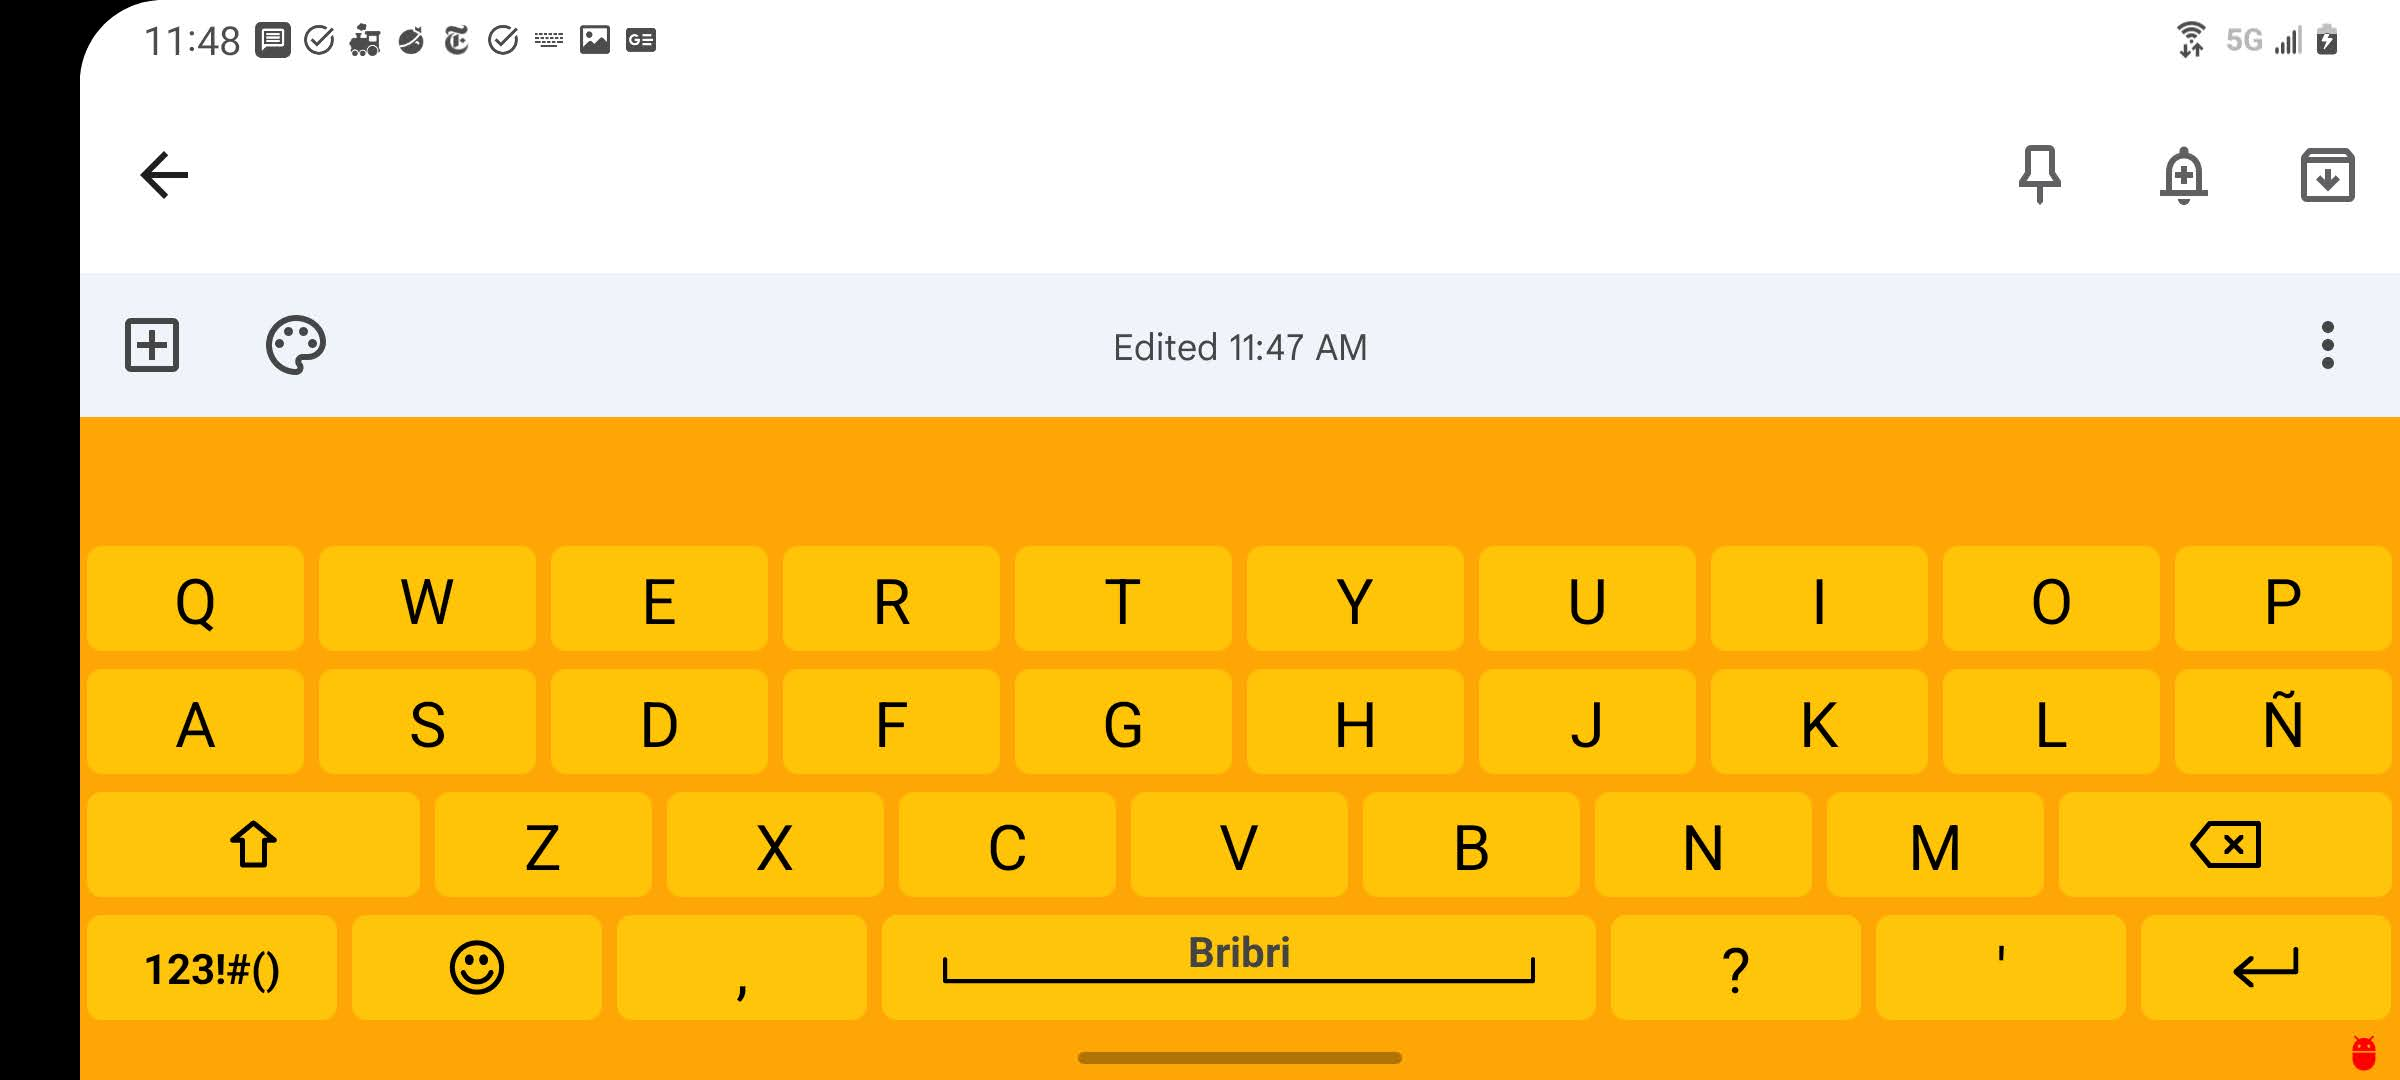 11:48 5G
Edited 11:47 AM
Q W E R T Y U I O P
A S D F G H J K L Ñ
Z X C V B N M
123!#() , Bribri ? '